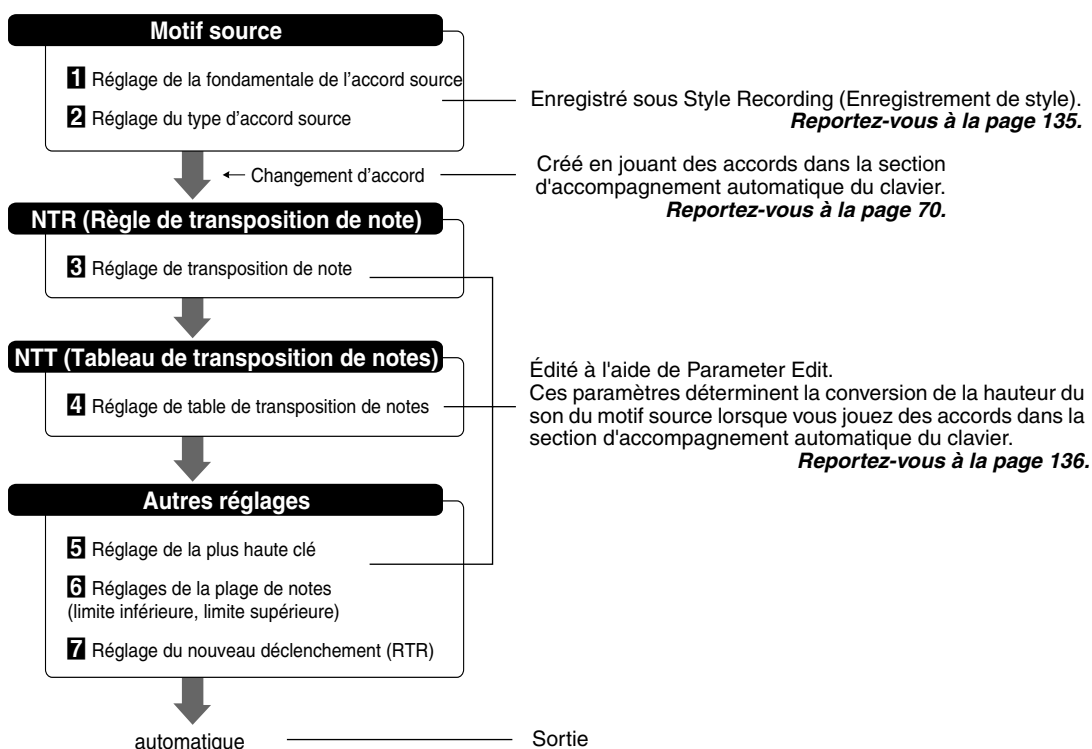 Motif source
1 Réglage de la fondamentale de l'accord source
2 Réglage du type d'accord source
Enregistré sous Style Recording (Enregistrement de style).
Reportez-vous à la page 135.
← Changement d'accord
Créé en jouant des accords dans la section
d'accompagnement automatique du clavier.
Reportez-vous à la page 70.
NTR (Règle de transposition de note)
3 Réglage de transposition de note
NTT (Tableau de transposition de notes)
4 Réglage de table de transposition de notes
Édité à l'aide de Parameter Edit.
Ces paramètres déterminent la conversion de la hauteur du
son du motif source lorsque vous jouez des accords dans la
section d'accompagnement automatique du clavier.
Reportez-vous à la page 136.
Autres réglages
5 Réglage de la plus haute clé
6 Réglages de la plage de notes
(limite inférieure, limite supérieure)
7 Réglage du nouveau déclenchement (RTR)
automatique
Sortie